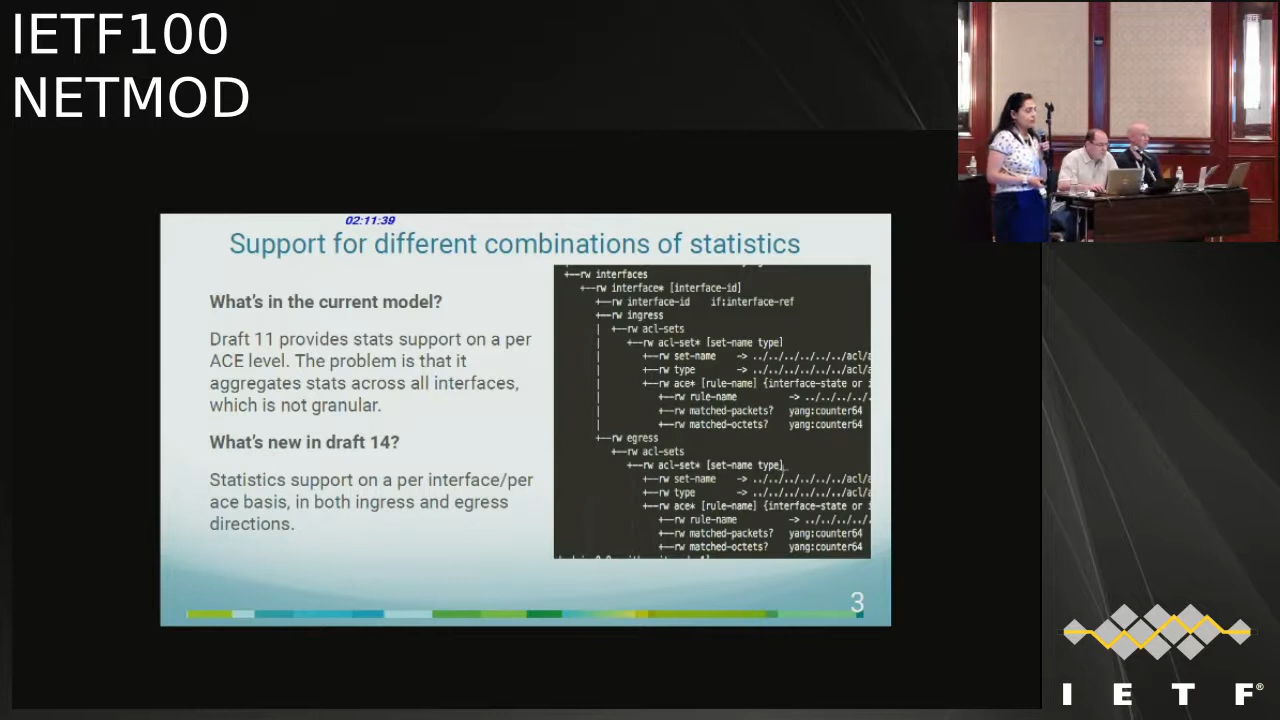 IETF100
NETMOD
02:11:39
Support for different combinations of statistics
What's in the current model?
Draft 11 provides stats support on a per
ACE level. The problem is that it
aggregates stats across all interfaces,
which is not granular.
What's new in draft 14?
Statistics support on a per interface/per
ace basis, in both ingress and egress
directions.
+--rw interfaces
+--rw interface* [interface-id]
+--rw interface-id if:interface-ref
+--rw ingress
| +--rw acl-sets
| +--rw acl-set* [set-name type]
| +--rw set-name -> ../../../../../../acl/a
| +--rw type -> ../../../../../../acl/a
| +--rw ace* [rule-name] {interface-state or i
| +--rw rule-name -> ../../../.
| +--rw matched-packets? yang:counter64
| +--rw matched-octets? yang:counter64
+--rw egress
+--rw acl-sets
+--rw acl-set* [set-name type]
+--rw set-name -> ../../../../../../acl/a
+--rw type -> ../../../../../../acl/a
+--rw ace* [rule-name] {interface-state or i
+--rw rule-name -> ../../../.
+--rw matched-packets? yang:counter64
+--rw matched-octets? yang:counter64
3
I E T F®